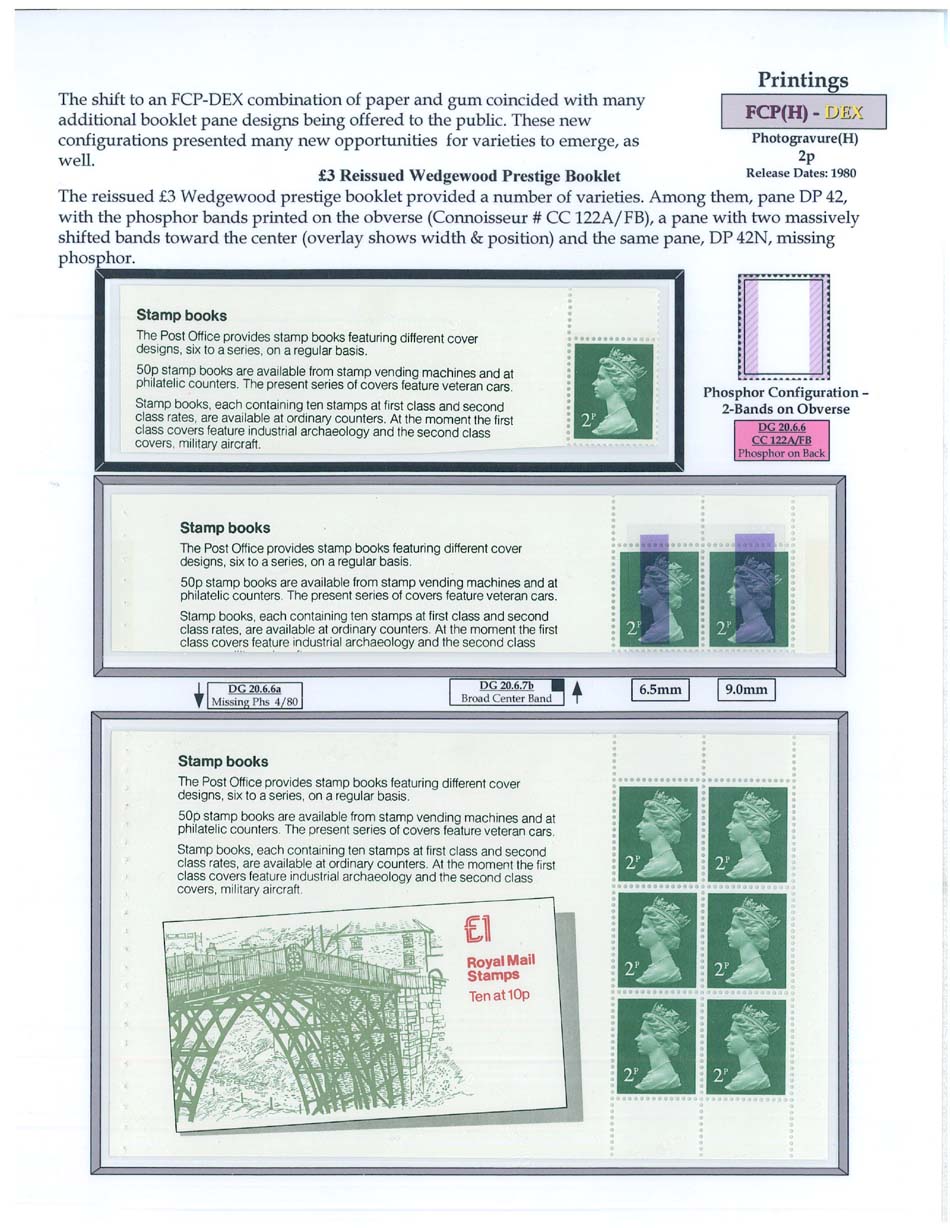 Printings
FCP(H) - DEX
Photogravure(H)
2p
Release Dates: 1980
The shift to an FCP-DEX combination of paper and gum coincided with many
additional booklet pane designs being offered to the public. These new
configurations presented many new opportunities for varieties to emerge, as
well.
£3 Reissued Wedgewood Prestige Booklet
The reissued £3 Wedgewood prestige booklet provided a number of varieties. Among them, pane DP 42,
with the phosphor bands printed on the obverse (Connoisseur # CC 122A/FB), a pane with two massively
shifted bands toward the center (overlay shows width & position) and the same pane, DP 42N, missing
phosphor.
Stamp books
The Post Office provides stamp books featuring different cover
designs, six to a series, on a regular basis.
50p stamp books are available from stamp vending machines and at
philatelic counters. The present series of covers feature veteran cars.
Stamp books, each containing ten stamps at first class and second
class rates, are available at ordinary counters. At the moment the first
class covers feature industrial archaeology and the second class
covers, military aircraft.
2P
Phosphor Configuration –
2-Bands on Obverse
DG 20.6.6
CC 122A/FB
Phosphor on Back
Stamp books
The Post Office provides stamp books featuring different cover
designs, six to a series, on a regular basis.
50p stamp books are available from stamp vending machines and at
philatelic counters. The present series of covers feature veteran cars.
Stamp books, each containing ten stamps at first class and second
class rates, are available at ordinary counters. At the moment the first
class covers feature industrial archaeology and the second class
2P 2P
DG 20.6.6a
Missing Phs 4/80
DG 20.6.7b
Broad Center Band
6.5mm
9.0mm
Stamp books
The Post Office provides stamp books featuring different cover
designs, six to a series, on a regular basis.
50p stamp books are available from stamp vending machines and at
philatelic counters. The present series of covers feature veteran cars.
Stamp books, each containing ten stamps at first class and second
class rates, are available at ordinary counters. At the moment the first
class covers feature industrial archaeology and the second class
covers, military aircraft.
£1
Royal Mail
Stamps
Ten at 10p
2P 2P
2P 2P
2P 2P